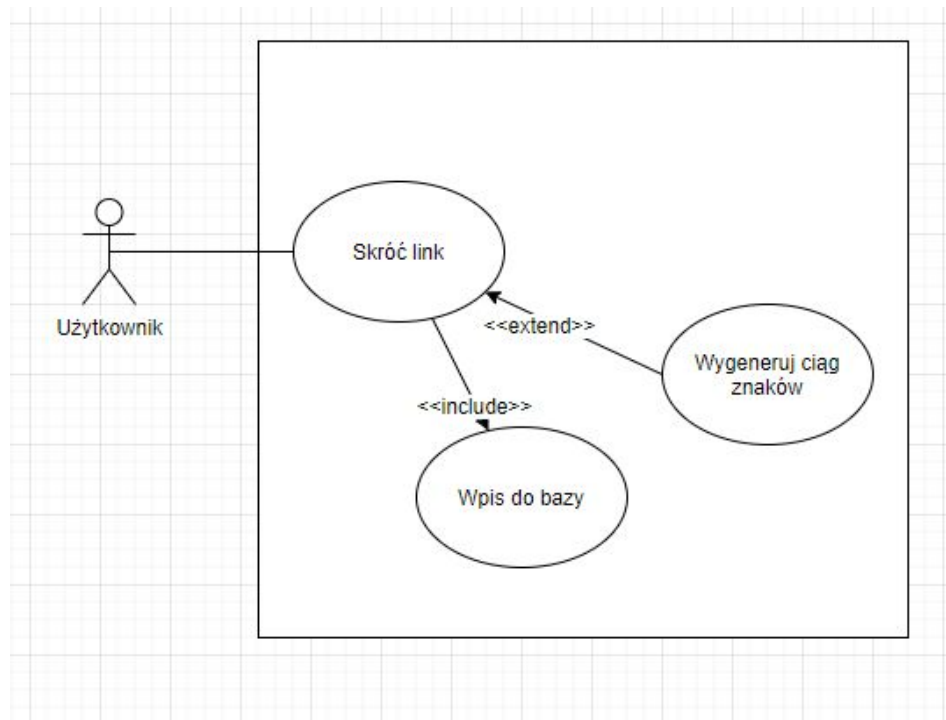 Skróć link
Użytkownik
<<extend>>
Wygeneruj ciąg
znaków
<<include>>
Wpis do bazy